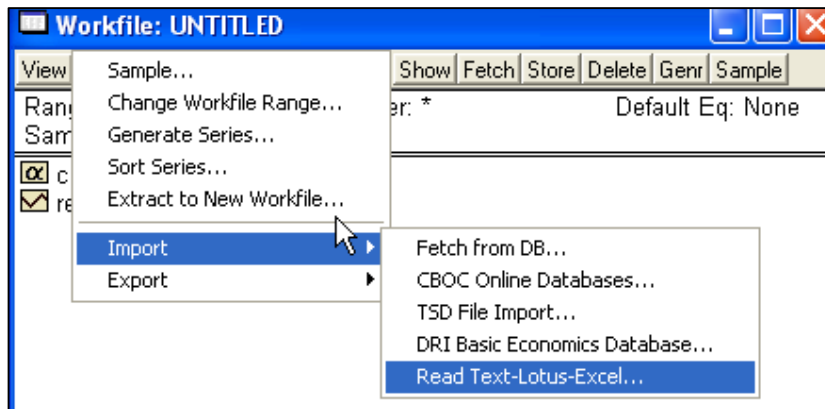 Workfile: UNTITLED
View Show Fetch Store Delete Genr Sample
Sample...
Change Workfile Range...
Generate Series...
Sort Series...
Extract to New Workfile...
Import
Export
er: * Default Eq: None
α c
Fetch from DB...
CBOC Online Databases...
TSD File Import...
DRI Basic Economics Database...
Read Text-Lotus-Excel...